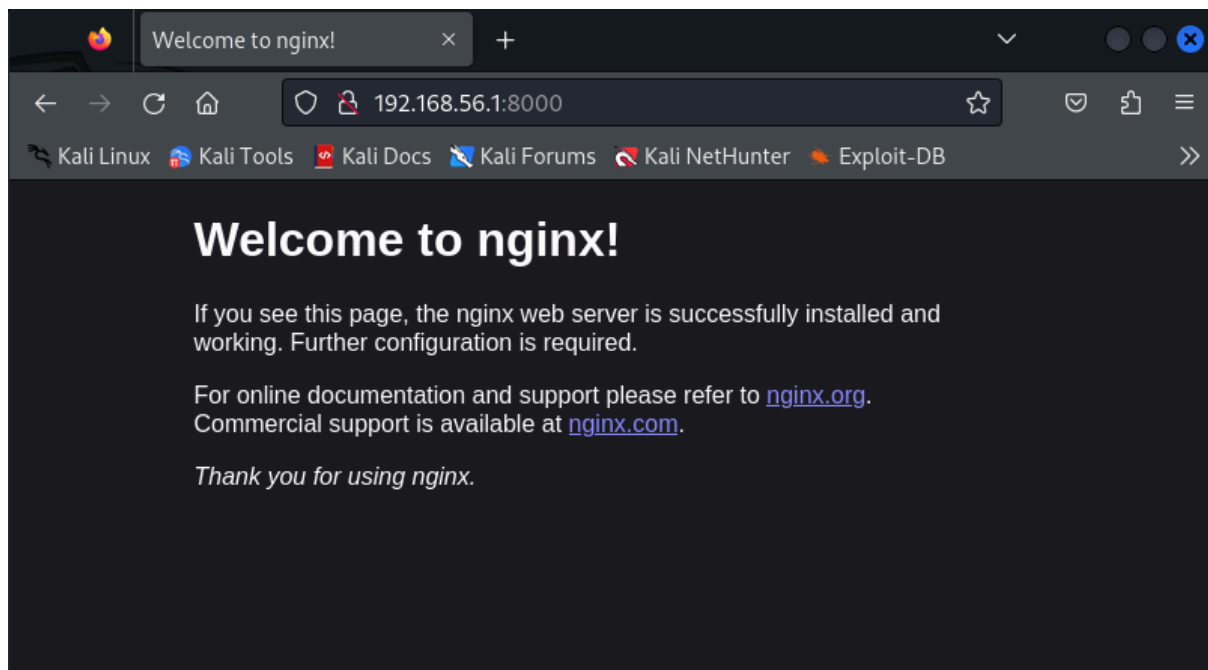 Welcome to nginx!
192.168.56.1:8000
Kali Linux Kali Tools Kali Docs Kali Forums Kali NetHunter Exploit-DB
Welcome to nginx!
If you see this page, the nginx web server is successfully installed and
working. Further configuration is required.
For online documentation and support please refer to nginx.org.
Commercial support is available at nginx.com.
Thank you for using nginx.